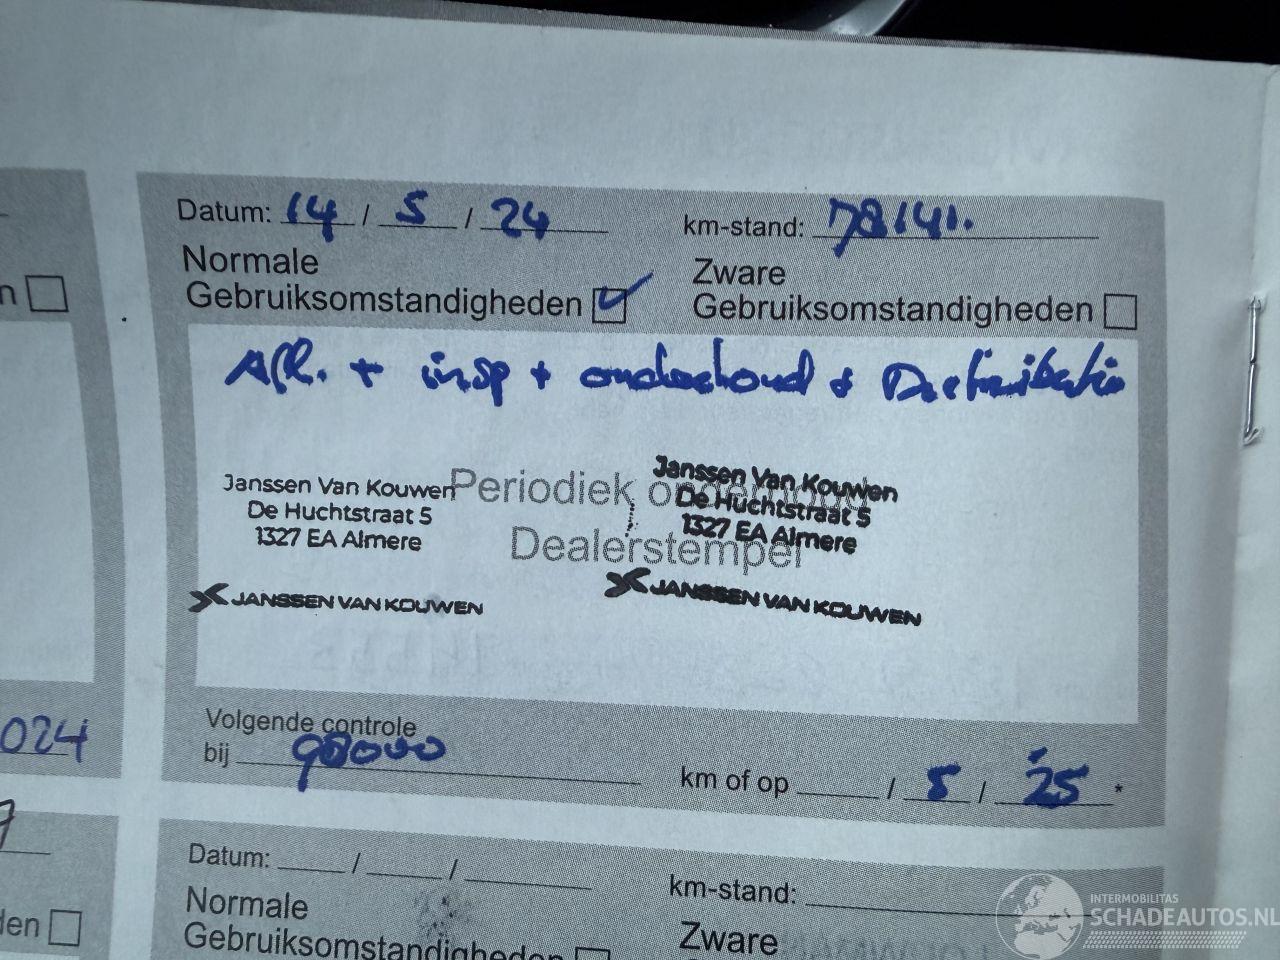 Datum: 14 / 5 / 24
km-stand: 78141.
Normale
Gebruiksomstandigheden
Zware
Gebruiksomstandigheden
Afl. + insp + onderhoud + Distributie
Periodiek onderhoud
Dealerstempel
Janssen Van Kouwen
De Huchtstraat 5
1327 EA Almere
JANSSEN VAN KOUWEN
Janssen Van Kouwen
De Huchtstraat 5
1327 EA Almere
JANSSEN VAN KOUWEN
Volgende controle
bij 98000 km of op / 5 / '25 *
024
Datum: / /
km-stand:
Normale
Gebruiksomstandigheden
Zware
INTERMOBILITAS
SCHADEAUTOS.NL